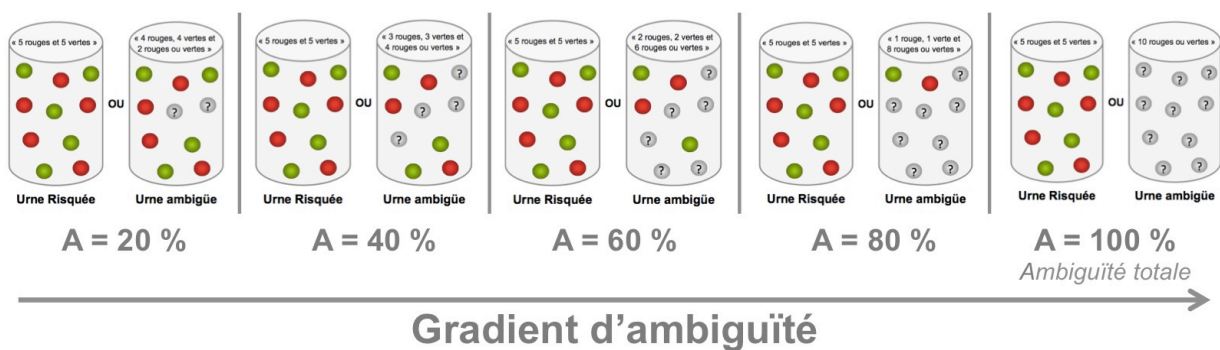 « 5 rouges et 5 vertes »
OU
« 4 rouges, 4 vertes et
2 rouges ou vertes »
? ?
Urne Risquée
Urne ambigüe
A = 20 %
« 5 rouges et 5 vertes »
OU
« 3 rouges, 3 vertes et
4 rouges ou vertes »
?
? ?
?
Urne Risquée
Urne ambigüe
A = 40 %
« 5 rouges et 5 vertes »
OU
« 2 rouges, 2 vertes et
6 rouges ou vertes »
?
? ?
?
? ?
Urne Risquée
Urne ambigüe
A = 60 %
« 5 rouges et 5 vertes »
OU
« 1 rouge, 1 verte et
8 rouges ou vertes »
?
? ? ?
? ?
? ?
Urne Risquée
Urne ambigüe
A = 80 %
« 5 rouges et 5 vertes »
OU
« 10 rouges ou vertes »
? ? ?
? ? ?
? ?
? ?
Urne Risquée
Urne ambigüe
A = 100 %
Ambiguïté totale
Gradient d’ambiguïté